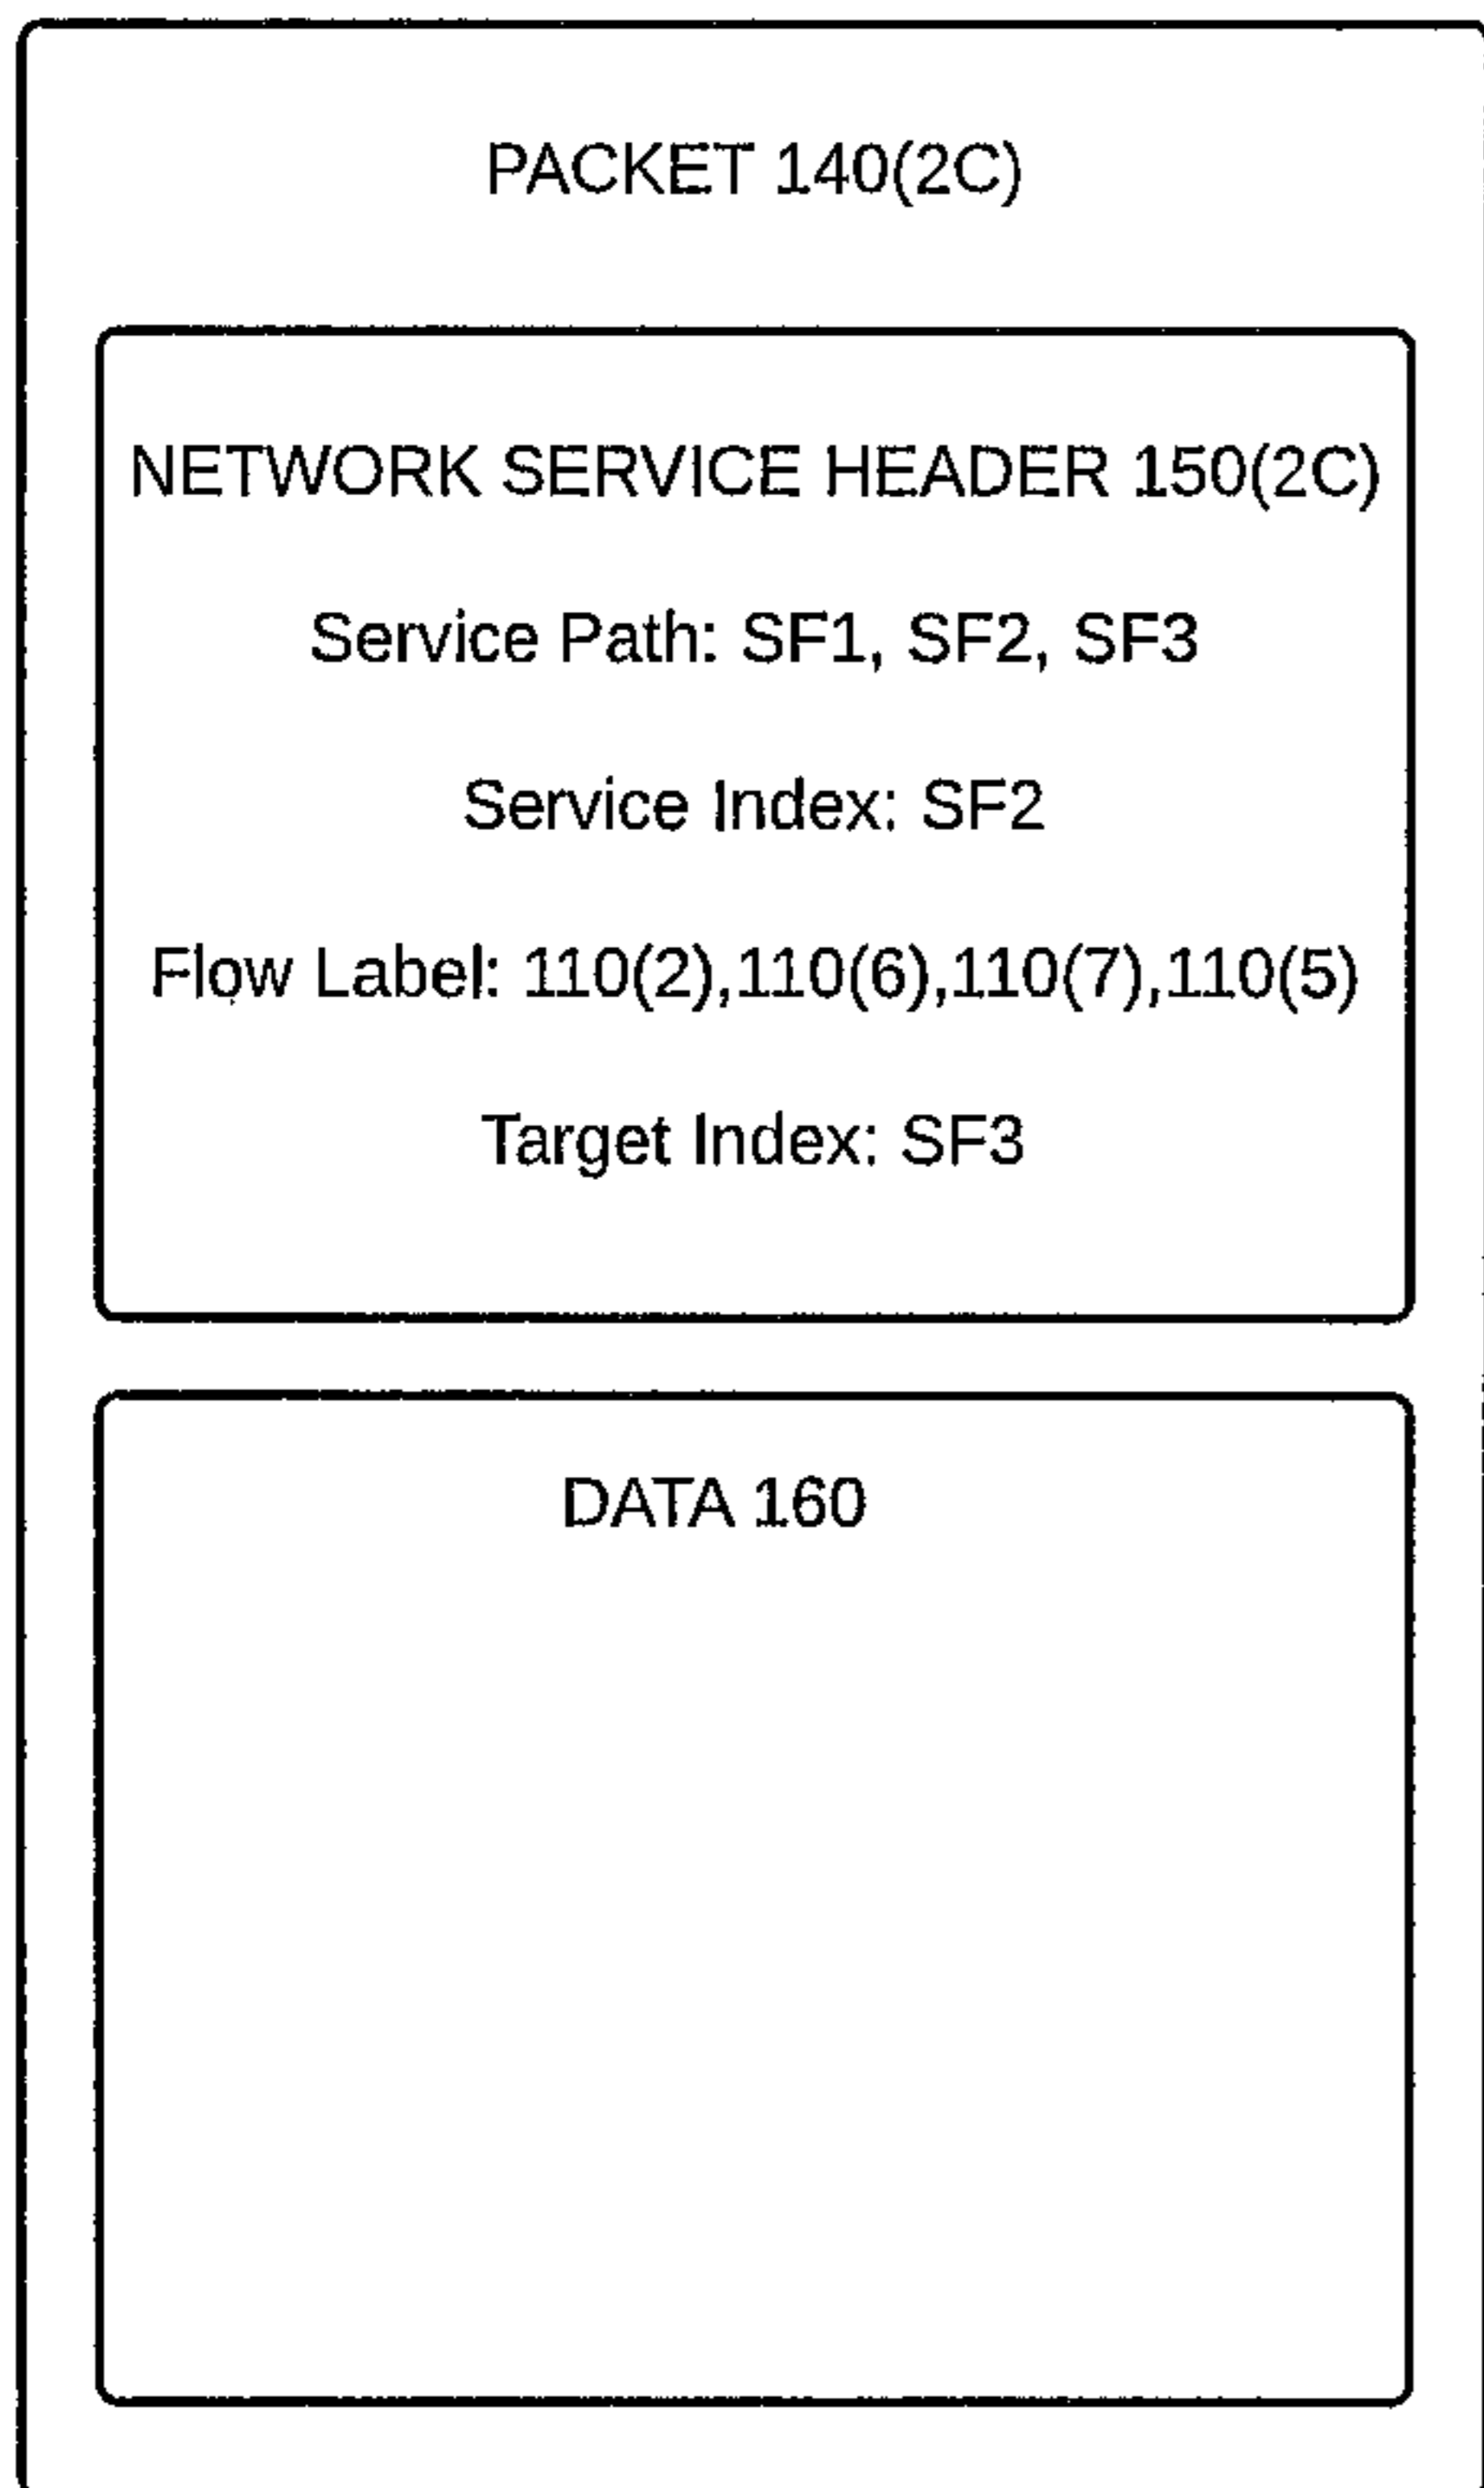 PACKET 140(2C)
NETWORK SERVICE HEADER 150(2C)
Service Path: SF1, SF2, SF3
Service Index: SF2
Flow Label: 110(2),110(6),110(7),110(5)
Target Index: SF3
DATA 160